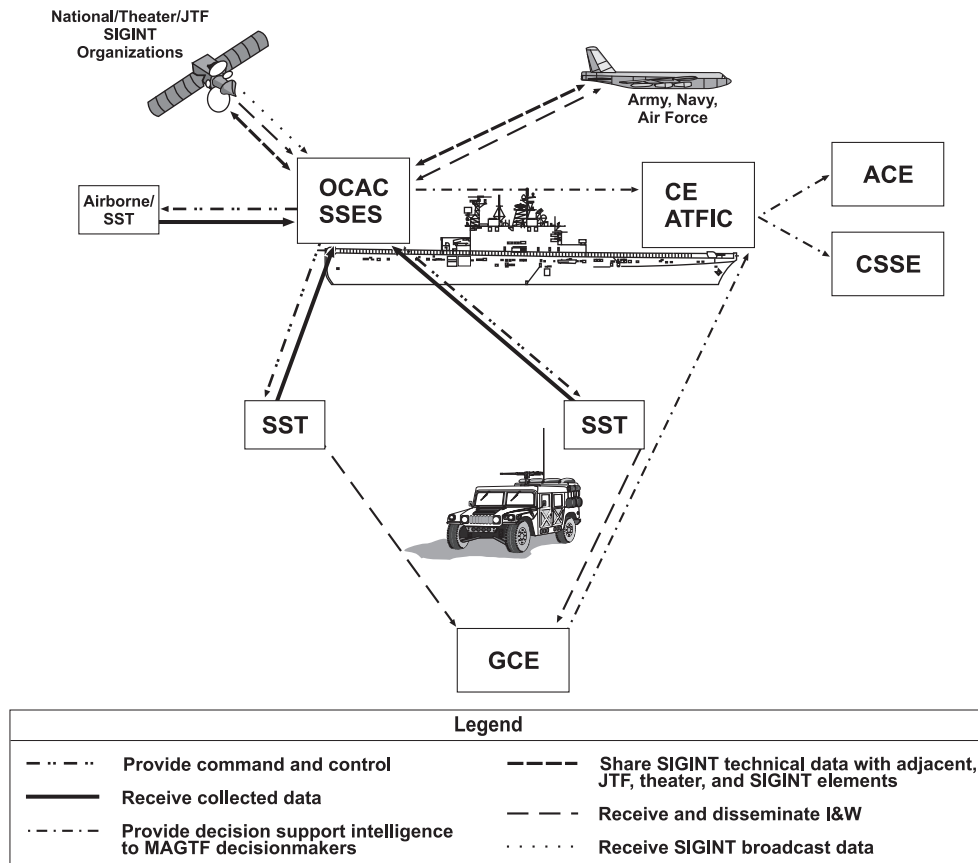 National/Theater/JTF
SIGINT
Organizations
Army, Navy,
Air Force
OCAC
SSES
CE
ATFIC
ACE
Airborne/
SST
CSSE
SST
SST
GCE
Legend
Provide command and control
Receive collected data
Provide decision support intelligence
to MAGTF decisionmakers
Share SIGINT technical data with adjacent,
JTF, theater, and SIGINT elements
Receive and disseminate I&W
Receive SIGINT broadcast data